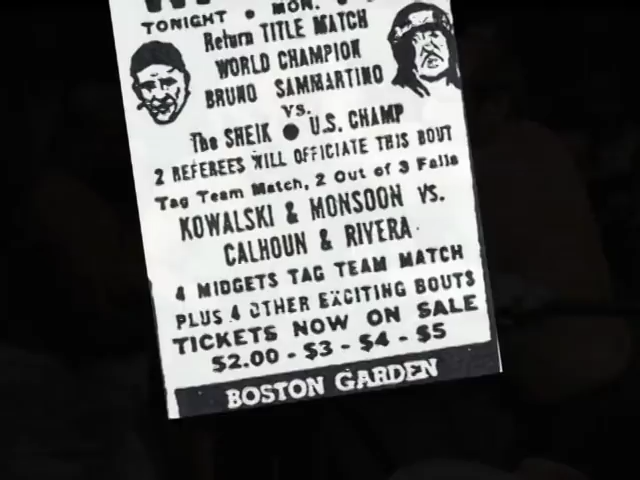 TONIGHT • MON.
Return TITLE MATCH
WORLD CHAMPION
BRUNO SAMMARTINO
VS.
The SHEIK • U.S. CHAMP
2 REFEREES WILL OFFICIATE THIS BOUT
Tag Team Match, 2 Out of 3 Falls
KOWALSKI & MONSOON VS.
CALHOUN & RIVERA
4 MIDGETS TAG TEAM MATCH
PLUS 4 OTHER EXCITING BOUTS
TICKETS NOW ON SALE
$2.00 - $3 - $4 - $5
BOSTON GARDEN